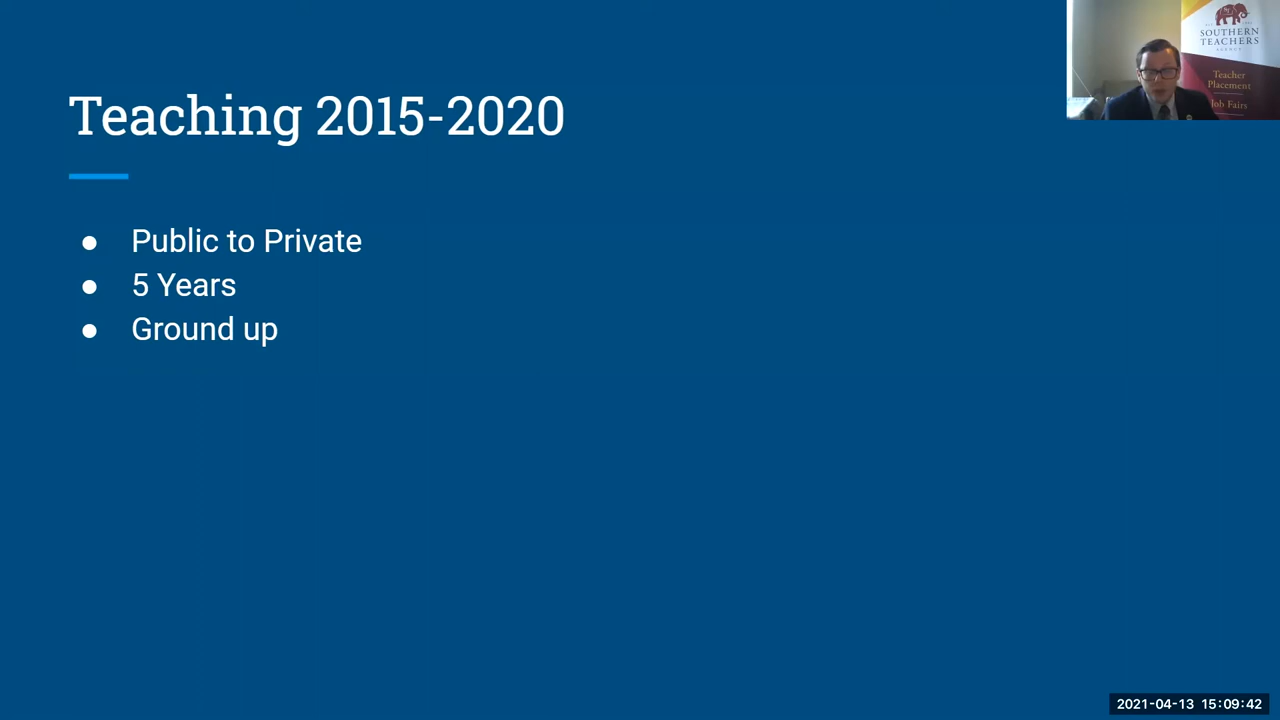 Teaching 2015-2020
Public to Private
5 Years
Ground up
SOUTHERN
TEACHERS
Teacher
Placement
Job Fairs
2021-04-13 15:09:42